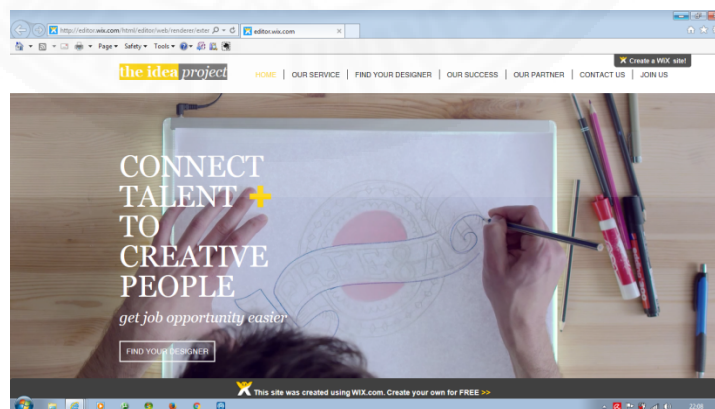 http://editor.wix.com/html/editor/web/renderer/exter
editor.wix.com
Page Safety Tools
Create a WiX site!
the idea project
HOME | OUR SERVICE | FIND YOUR DESIGNER | OUR SUCCESS | OUR PARTNER | CONTACT US | JOIN US
CONNECT
TALENT +
TO
CREATIVE
PEOPLE
get job opportunity easier
FIND YOUR DESIGNER
This site was created using WIX.com. Create your own for FREE >>
22:08